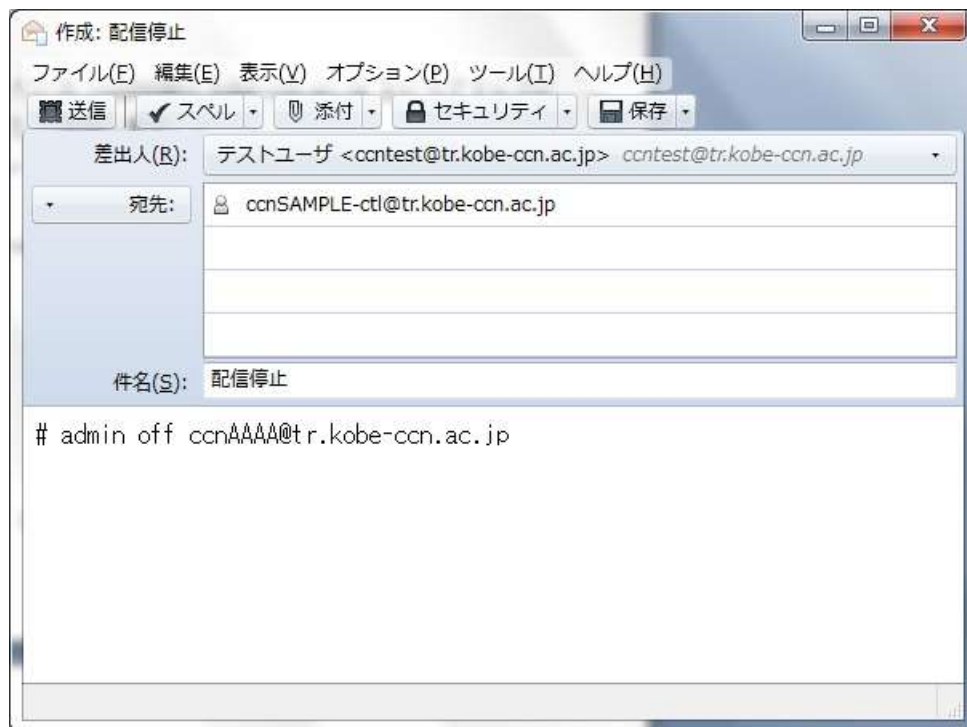 作成: 配信停止
ファイル(F) 編集(E) 表示(V) オプション(P) ツール(T) ヘルプ(H)
送信 スペル 添付 セキュリティ 保存
差出人(R): テストユーザ <ccntest@tr.kobe-ccn.ac.jp> ccntest@tr.kobe-ccn.ac.jp
宛先: ccnSAMPLE-ctl@tr.kobe-ccn.ac.jp
件名(S): 配信停止
# admin off ccnAAAA@tr.kobe-ccn.ac.jp